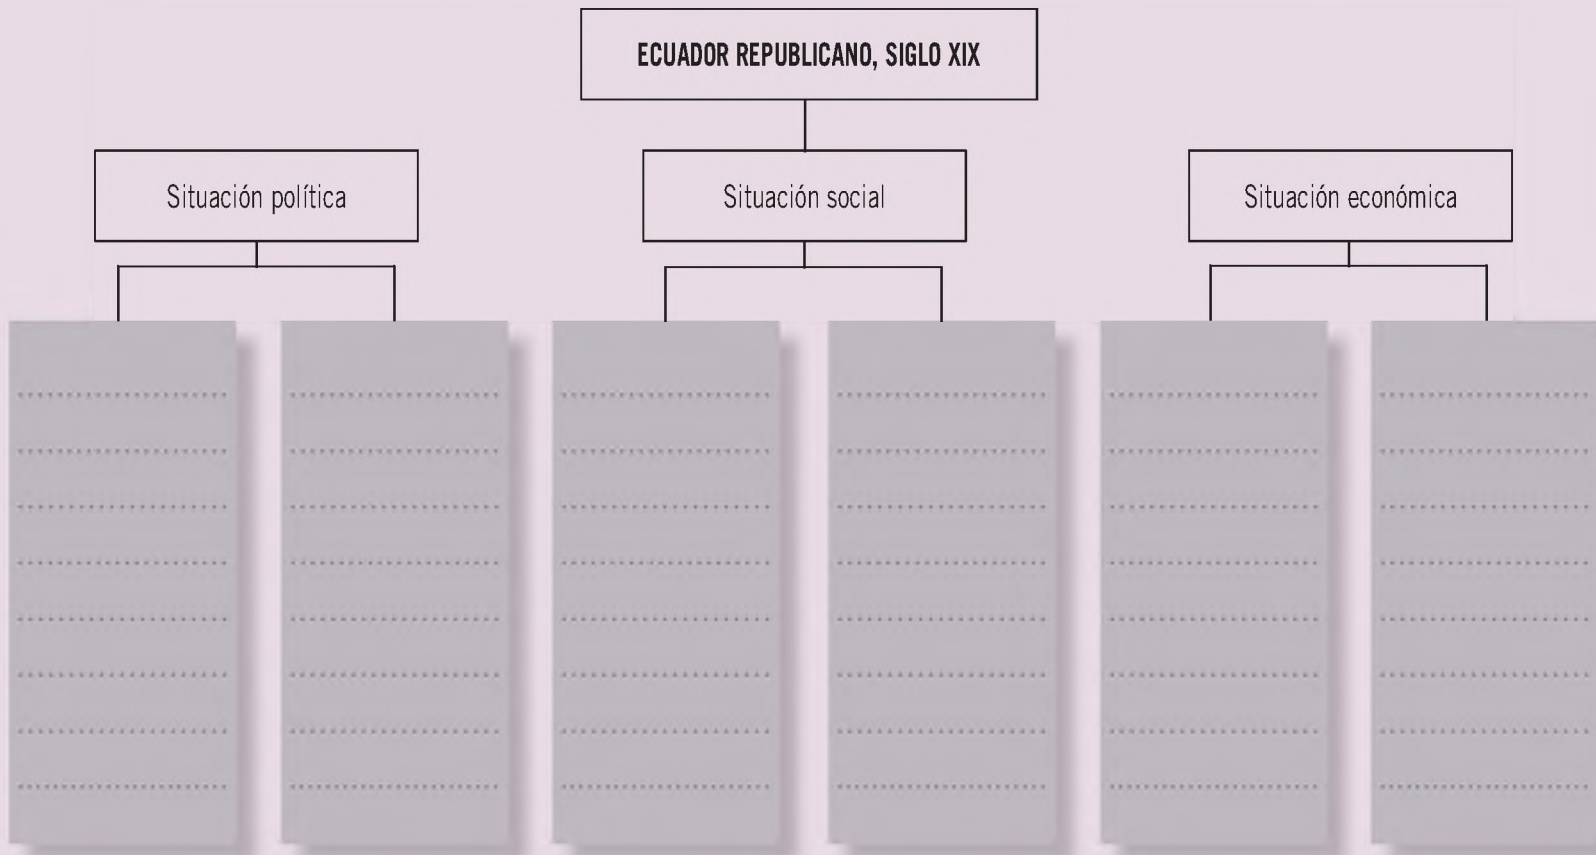 ECUADOR REPUBLICANO, SIGLO XIX
Situación política
Situación social
Situación económica